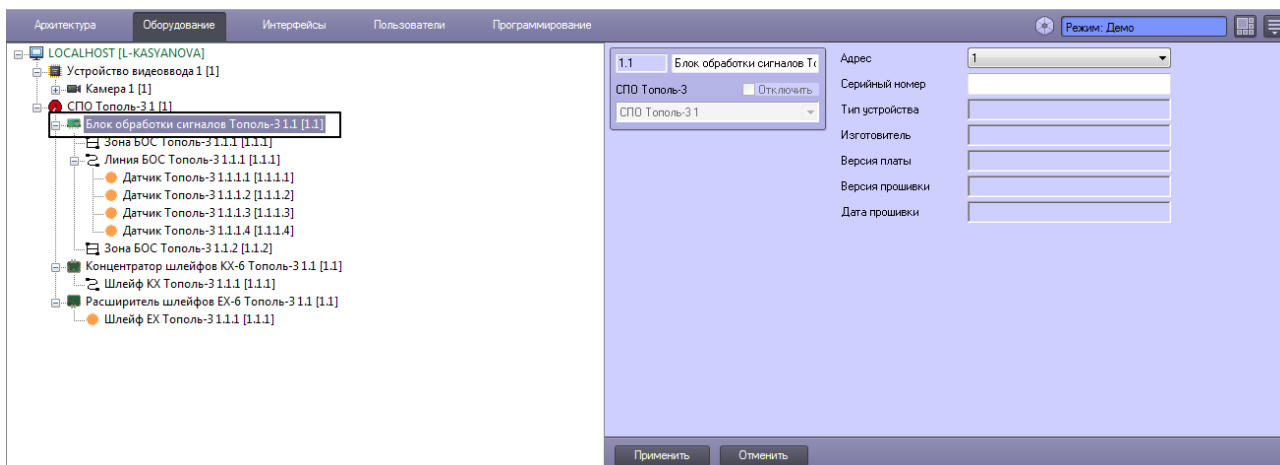 Архитектура Оборудование Интерфейсы Пользователи Программирование Режим: Демо
LOCALHOST [L-KASYANOVA]
Устройство видеоввода 1 [1]
Камера 1 [1]
СПО Тополь-3 1 [1]
Блок обработки сигналов Тополь-3 1.1 [1.1]
Зона БОС Тополь-3 1.1.1 [1.1.1]
Линия БОС Тополь-3 1.1.1 [1.1.1]
Датчик Тополь-3 1.1.1.1 [1.1.1.1]
Датчик Тополь-3 1.1.1.2 [1.1.1.2]
Датчик Тополь-3 1.1.1.3 [1.1.1.3]
Датчик Тополь-3 1.1.1.4 [1.1.1.4]
Зона БОС Тополь-3 1.1.2 [1.1.2]
Концентратор шлейфов КХ-6 Тополь-3 1.1 [1.1]
Шлейф КХ Тополь-3 1.1.1 [1.1.1]
Расширитель шлейфов ЕХ-6 Тополь-3 1.1 [1.1]
Шлейф ЕХ Тополь-3 1.1.1 [1.1.1]
1.1 Блок обработки сигналов То
СПО Тополь-3 Отключить
СПО Тополь-3 1
Адрес 1
Серийный номер
Тип устройства
Изготовитель
Версия платы
Версия прошивки
Дата прошивки
Применить Отменить